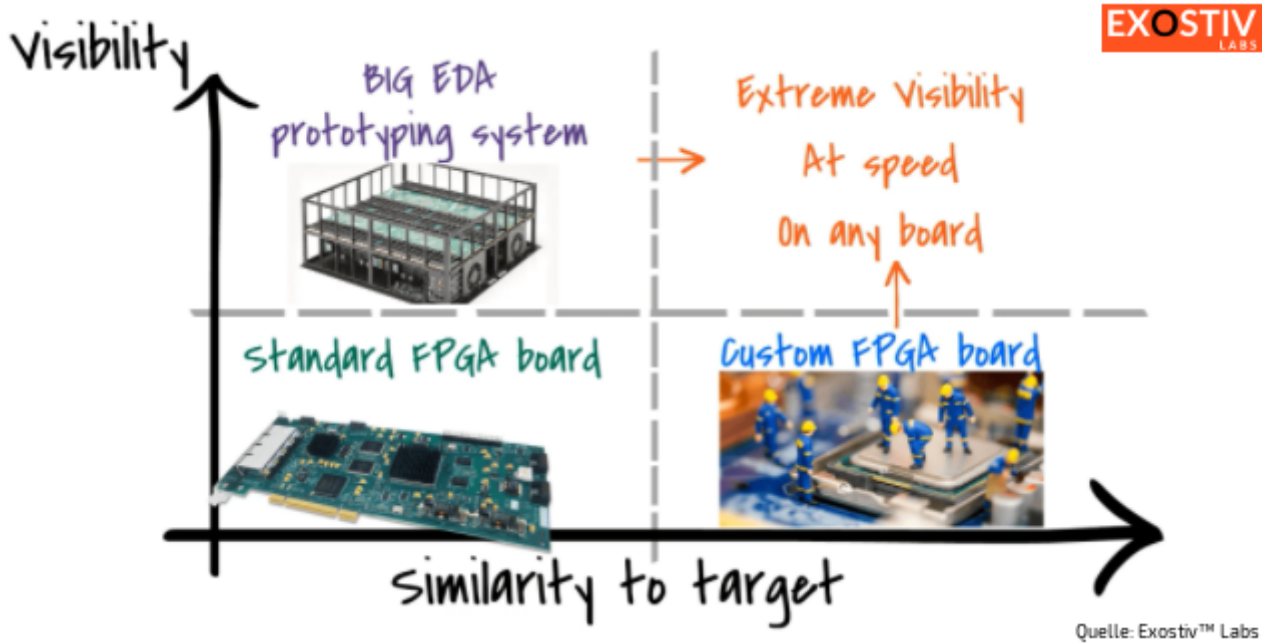 EXOSTIV
LABS
Visibility
BIG EDA
prototyping system
Extreme Visibility
At speed
On any board
Standard FPGA board
Custom FPGA board
Similarity to target
Quelle: Exostiv™ Labs